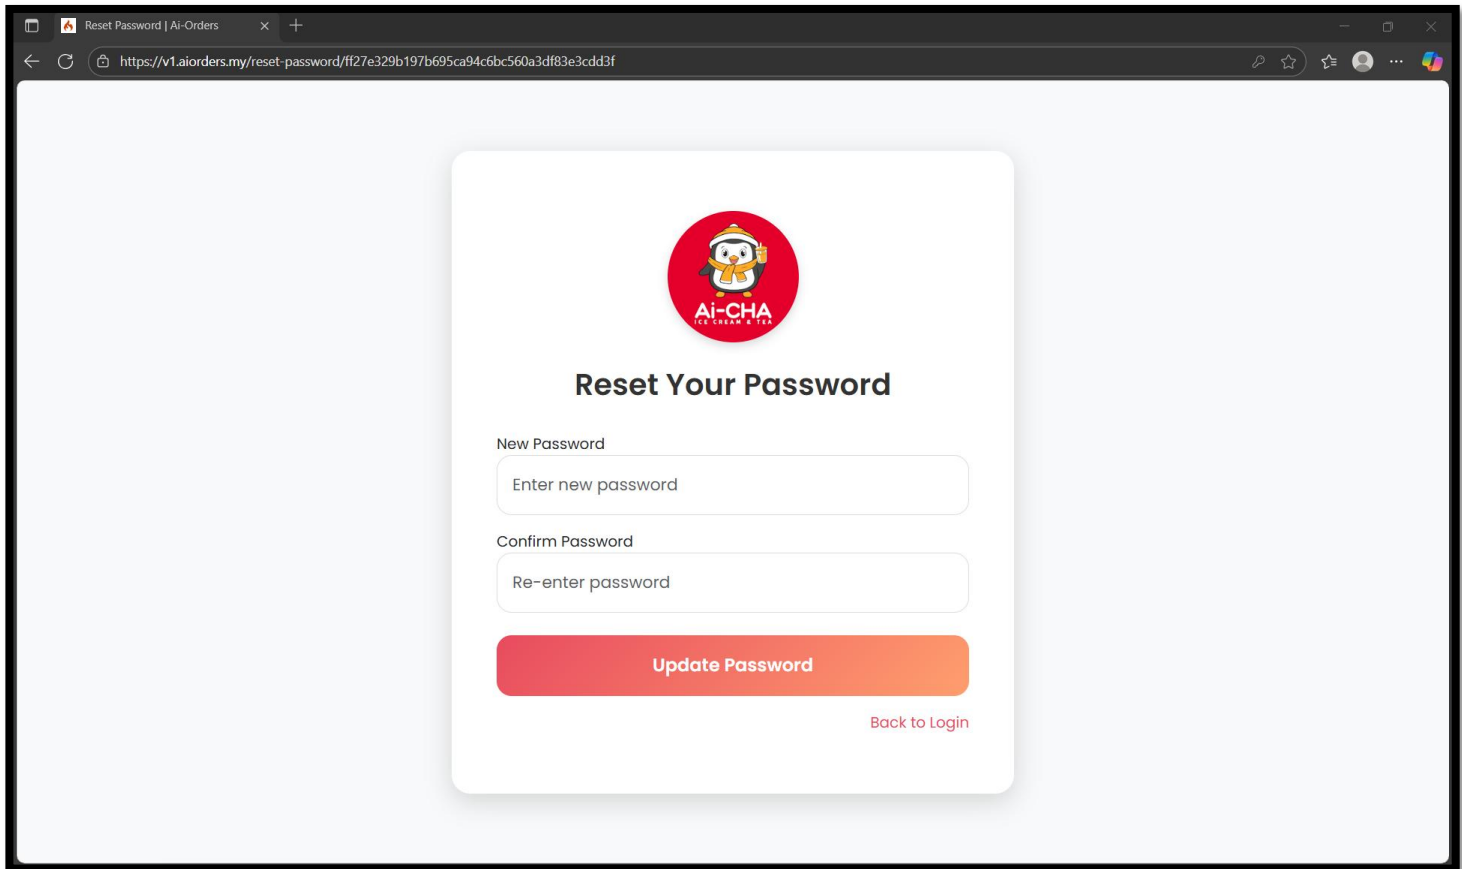 Reset Password | Ai-Orders
https://v1.aiorders.my/reset-password/ff27e329b197b695ca94c6bc560a3df83e3cdd3f
Ai-CHA
ICE CREAM & TEA
Reset Your Password
New Password
Enter new password
Confirm Password
Re-enter password
Update Password
Back to Login